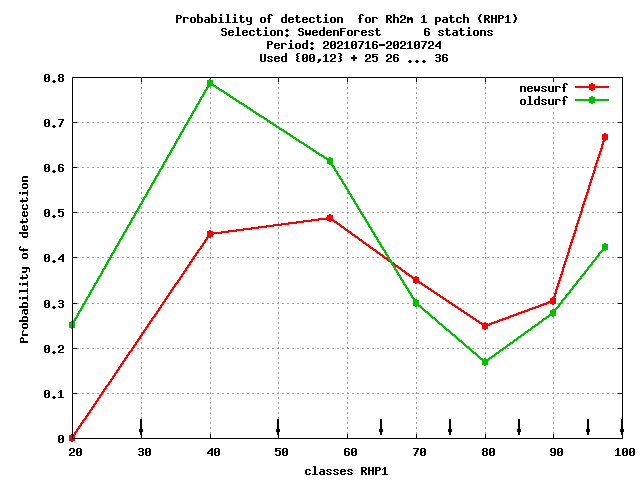 Probability of detection  for Rh2m 1 patch (RHP1)
Selection: SwedenForest      6 stations
Period: 20210716-20210724
Used {00,12} + 25 26 ... 36
newsurf
oldsurf
Probability of detection
0.8
0.7
0.6
0.5
0.4
0.3
0.2
0.1
0
20 30 40 50 60 70 80 85 90 95 100
classes RHP1